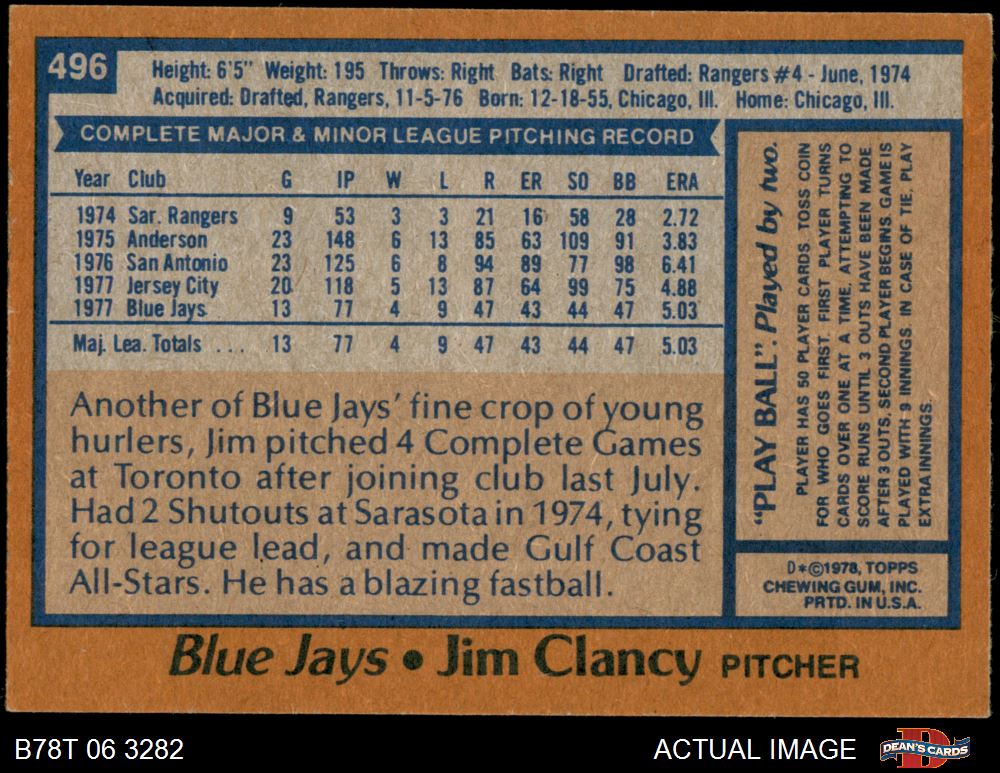 496
Height: 6'5" Weight: 195 Throws: Right Bats: Right Drafted: Rangers #4 - June, 1974
Acquired: Drafted, Rangers, 11-5-76 Born: 12-18-55, Chicago, Ill. Home: Chicago, Ill.
COMPLETE MAJOR & MINOR LEAGUE PITCHING RECORD
Year Club G IP W L R ER SO BB ERA
1974 Sar. Rangers 9 53 3 3 21 16 58 28 2.72
1975 Anderson 23 148 6 13 85 63 109 91 3.83
1976 San Antonio 23 125 6 8 94 89 77 98 6.41
1977 Jersey City 20 118 5 13 87 64 99 75 4.88
1977 Blue Jays 13 77 4 9 47 43 44 47 5.03
Maj. Lea. Totals ... 13 77 4 9 47 43 44 47 5.03
Another of Blue Jays' fine crop of young
hurlers, Jim pitched 4 Complete Games
at Toronto after joining club last July.
Had 2 Shutouts at Sarasota in 1974, tying
for league lead, and made Gulf Coast
All-Stars. He has a blazing fastball.
"PLAY BALL". Played by two.
PLAYER HAS 50 PLAYER CARDS. TOSS COIN
FOR WHO GOES FIRST. FIRST PLAYER TURNS
CARDS OVER ONE AT A TIME, ATTEMPTING TO
SCORE RUNS UNTIL 3 OUTS HAVE BEEN MADE.
AFTER 3 OUTS, SECOND PLAYER BEGINS. GAME IS
PLAYED WITH 9 INNINGS. IN CASE OF TIE, PLAY
EXTRA INNINGS.
D*©1978, TOPPS
CHEWING GUM, INC.
PRTD. IN U.S.A.
Blue Jays • Jim Clancy PITCHER
B78T 06 3282
ACTUAL IMAGE
DEAN'S CARDS